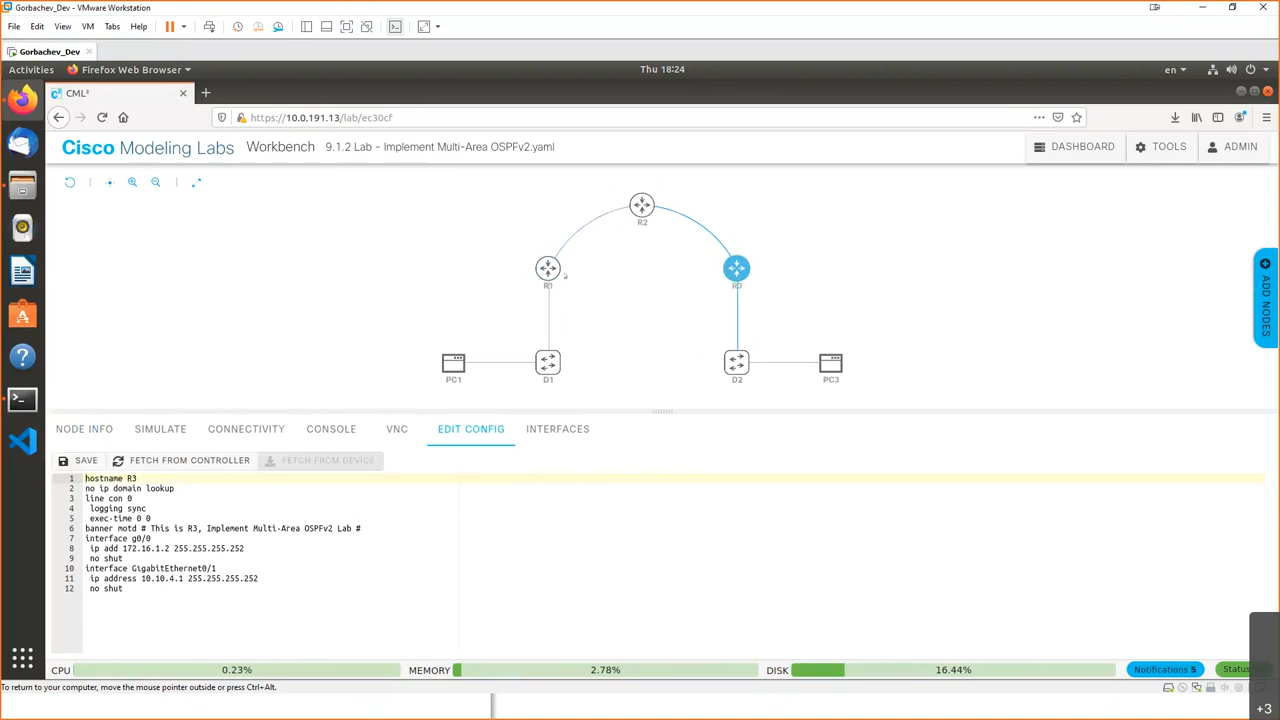 Gorbachev_Dev - VMware Workstation
File Edit View VM Tabs Help
Gorbachev_Dev
Activities Firefox Web Browser Thu 18:24 en
CML²
https://10.0.191.13/lab/ec30cf
Cisco Modeling Labs Workbench 9.1.2 Lab - Implement Multi-Area OSPFv2.yaml DASHBOARD TOOLS ADMIN
R2
R1
R3
PC1
D1
D2
PC3
ADD NODES
NODE INFO SIMULATE CONNECTIVITY CONSOLE VNC EDIT CONFIG INTERFACES
SAVE FETCH FROM CONTROLLER FETCH FROM DEVICE
1 hostname R3
2 no ip domain lookup
3 line con 0
4 logging sync
5 exec-time 0 0
6 banner motd # This is R3, Implement Multi-Area OSPFv2 Lab #
7 interface g0/0
8 ip add 172.16.1.2 255.255.255.252
9 no shut
10 interface GigabitEthernet0/1
11 ip address 10.10.4.1 255.255.255.252
12 no shut
CPU 0.23% MEMORY 2.78% DISK 16.44% Notifications 5 Status
To return to your computer, move the mouse pointer outside or press Ctrl+Alt.
+3